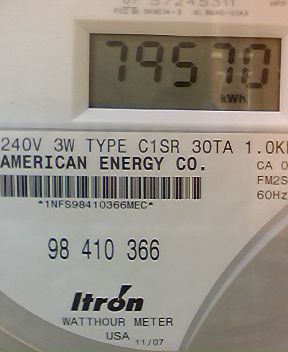 79570
kWh
240V 3W TYPE C1SR 30TA 1.0K
AMERICAN ENERGY CO.
CA 0
FM2S
60Hz
*1NFS98410366MEC*
98 410 366
Itron
WATTHOUR METER
USA 11/07